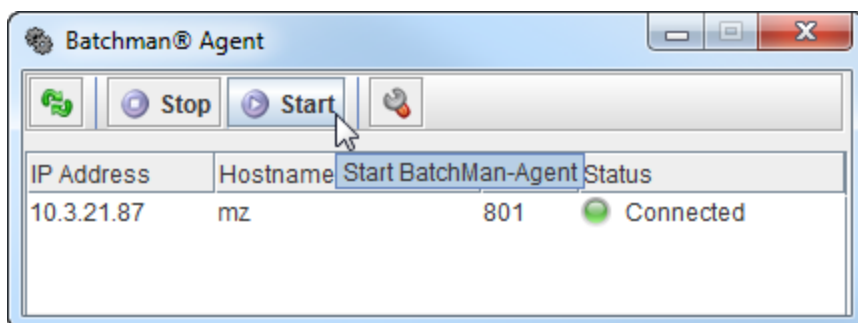 Batchman® Agent
Stop Start
IP Address Hostname Start BatchMan-Agent Status
10.3.21.87 mz 801 Connected